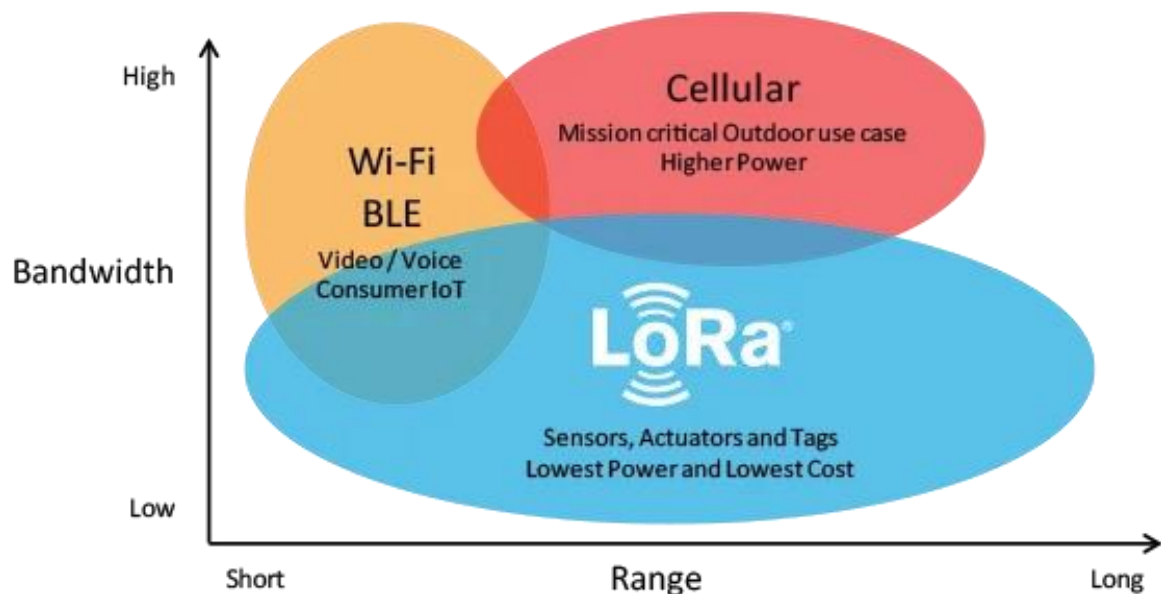 High
Cellular
Mission critical Outdoor use case
Higher Power
Wi-Fi
BLE
Video / Voice
Consumer IoT
Bandwidth
LoRa®
Sensors, Actuators and Tags
Lowest Power and Lowest Cost
Low
Short
Range
Long